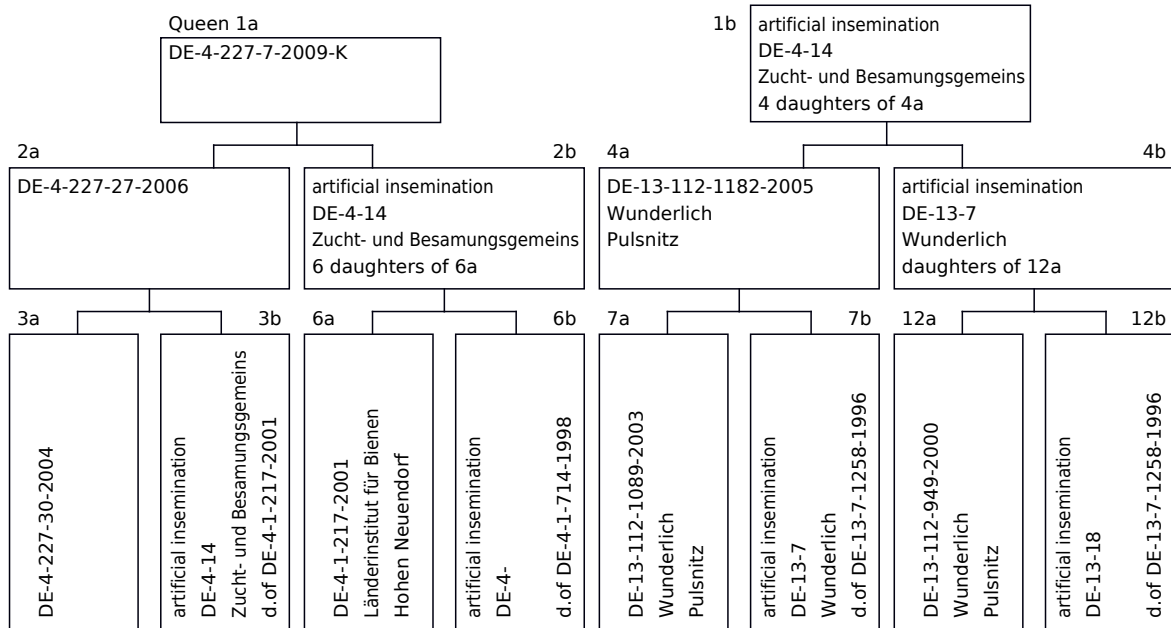 Queen 1a
DE-4-227-7-2009-K
1b
artificial insemination
DE-4-14
Zucht- und Besamungsgemeins
4 daughters of 4a
2a
DE-4-227-27-2006
2b
artificial insemination
DE-4-14
Zucht- und Besamungsgemeins
6 daughters of 6a
4a
DE-13-112-1182-2005
Wunderlich
Pulsnitz
4b
artificial insemination
DE-13-7
Wunderlich
daughters of 12a
3a
DE-4-227-30-2004
3b
artificial insemination
DE-4-14
Zucht- und Besamungsgemeins
d.of DE-4-1-217-2001
6a
DE-4-1-217-2001
Länderinstitut für Bienen
Hohen Neuendorf
6b
artificial insemination
DE-4-
d.of DE-4-1-714-1998
7a
DE-13-112-1089-2003
Wunderlich
Pulsnitz
7b
artificial insemination
DE-13-7
Wunderlich
d.of DE-13-7-1258-1996
12a
DE-13-112-949-2000
Wunderlich
Pulsnitz
12b
artificial insemination
DE-13-18
d.of DE-13-7-1258-1996